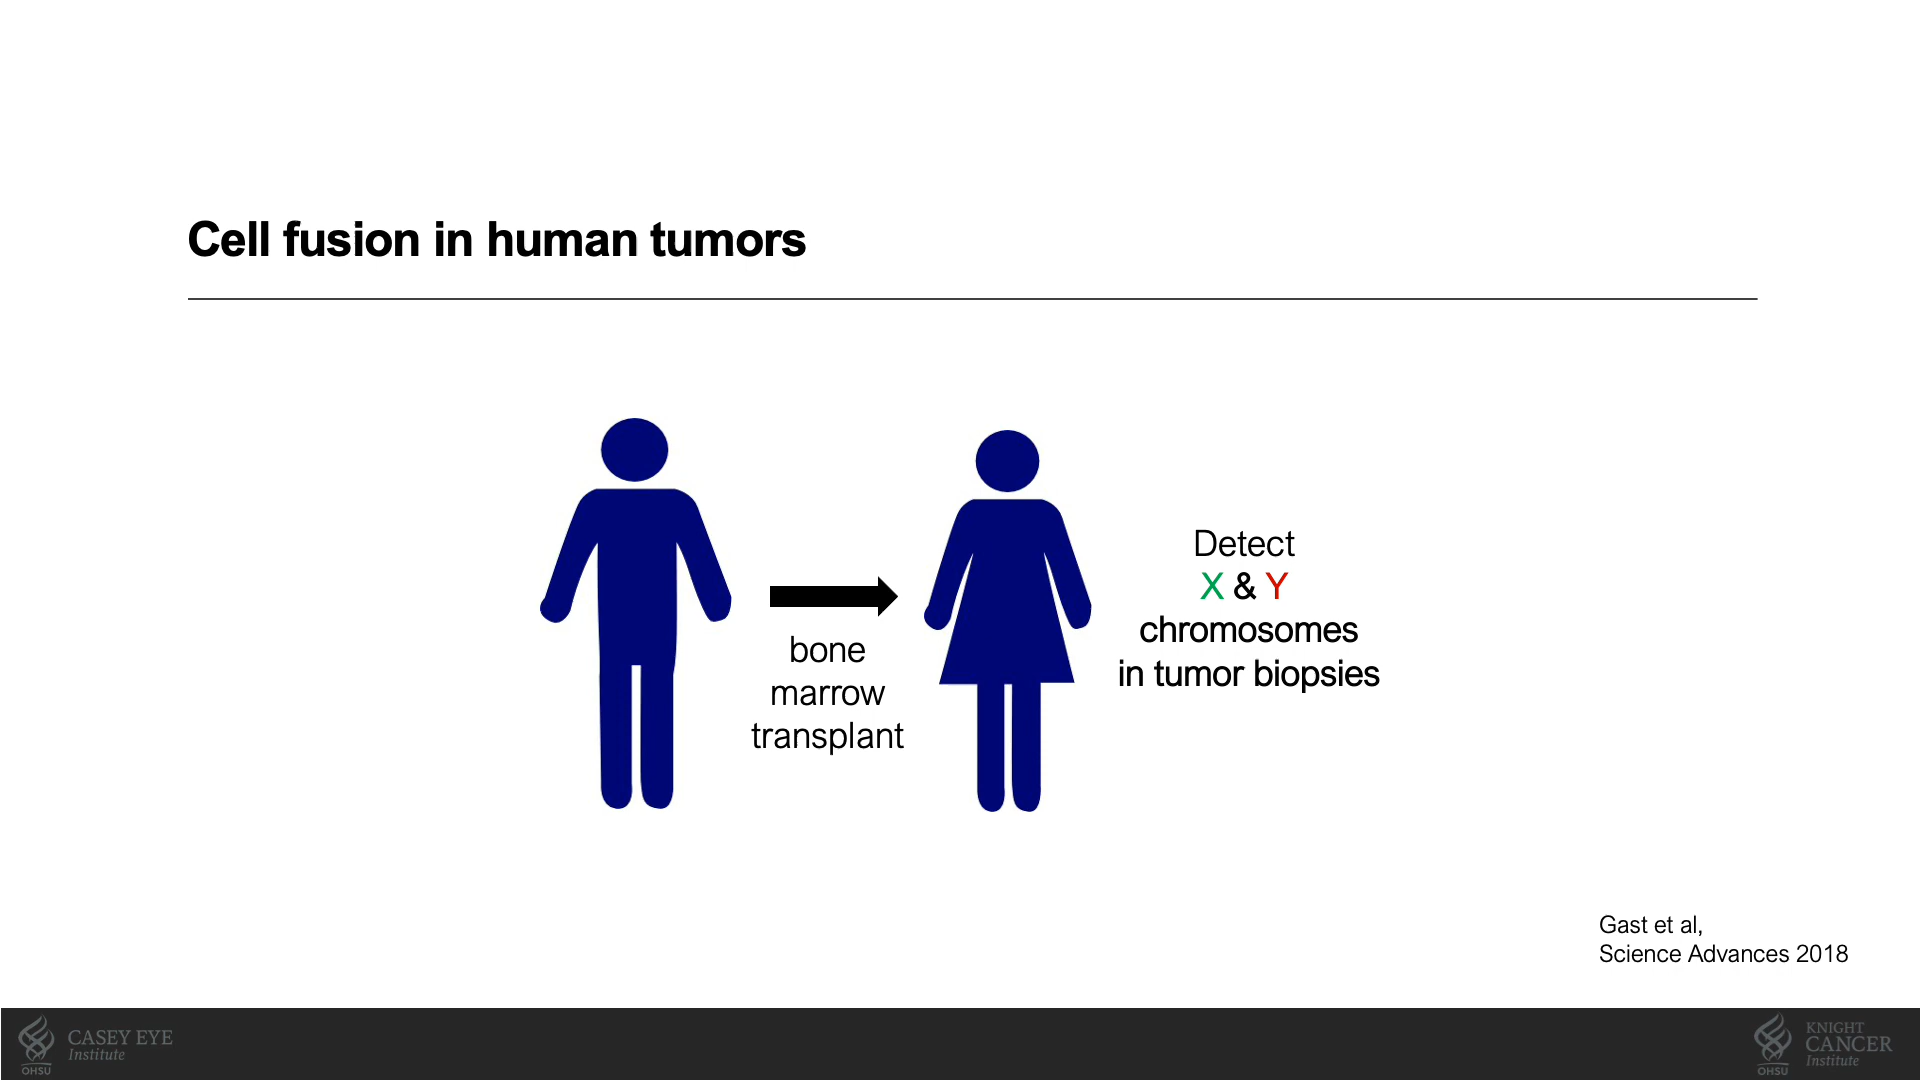 Cell fusion in human tumors
bone
marrow
transplant
Detect
X & Y
chromosomes
in tumor biopsies
Gast et al,
Science Advances 2018
CASEY EYE
Institute
OHSU
KNIGHT
CANCER
Institute
OHSU